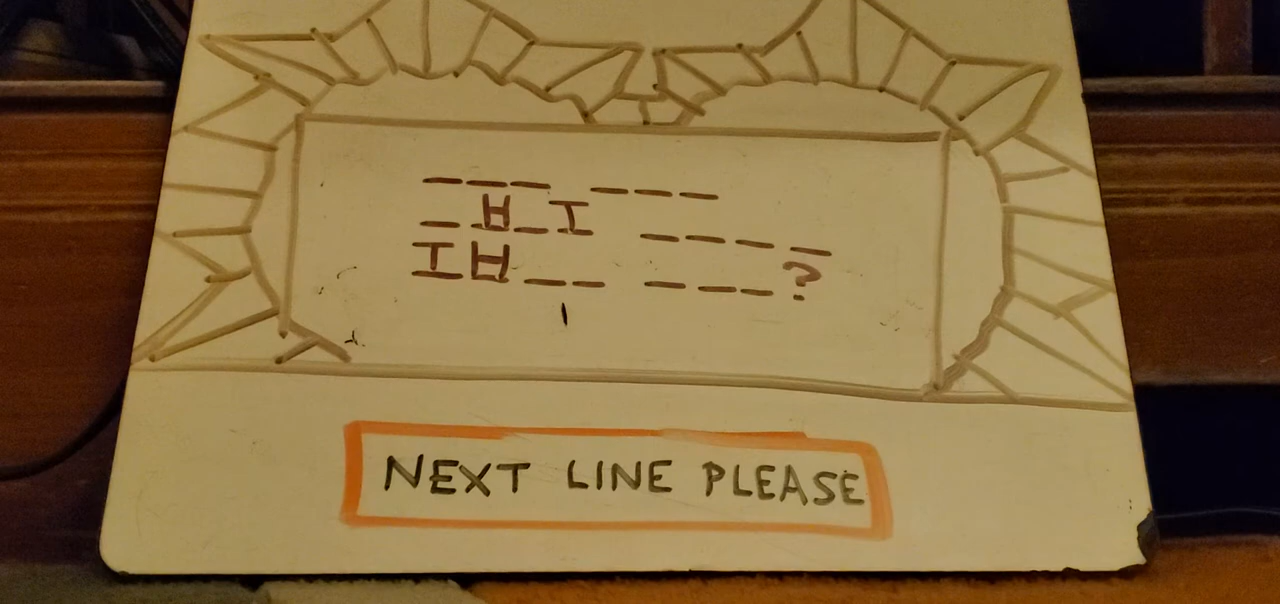 _ _ _ _ _ _
_ H _ T _ _ _ _
T H _ _ _ _ _ ?
NEXT LINE PLEASE